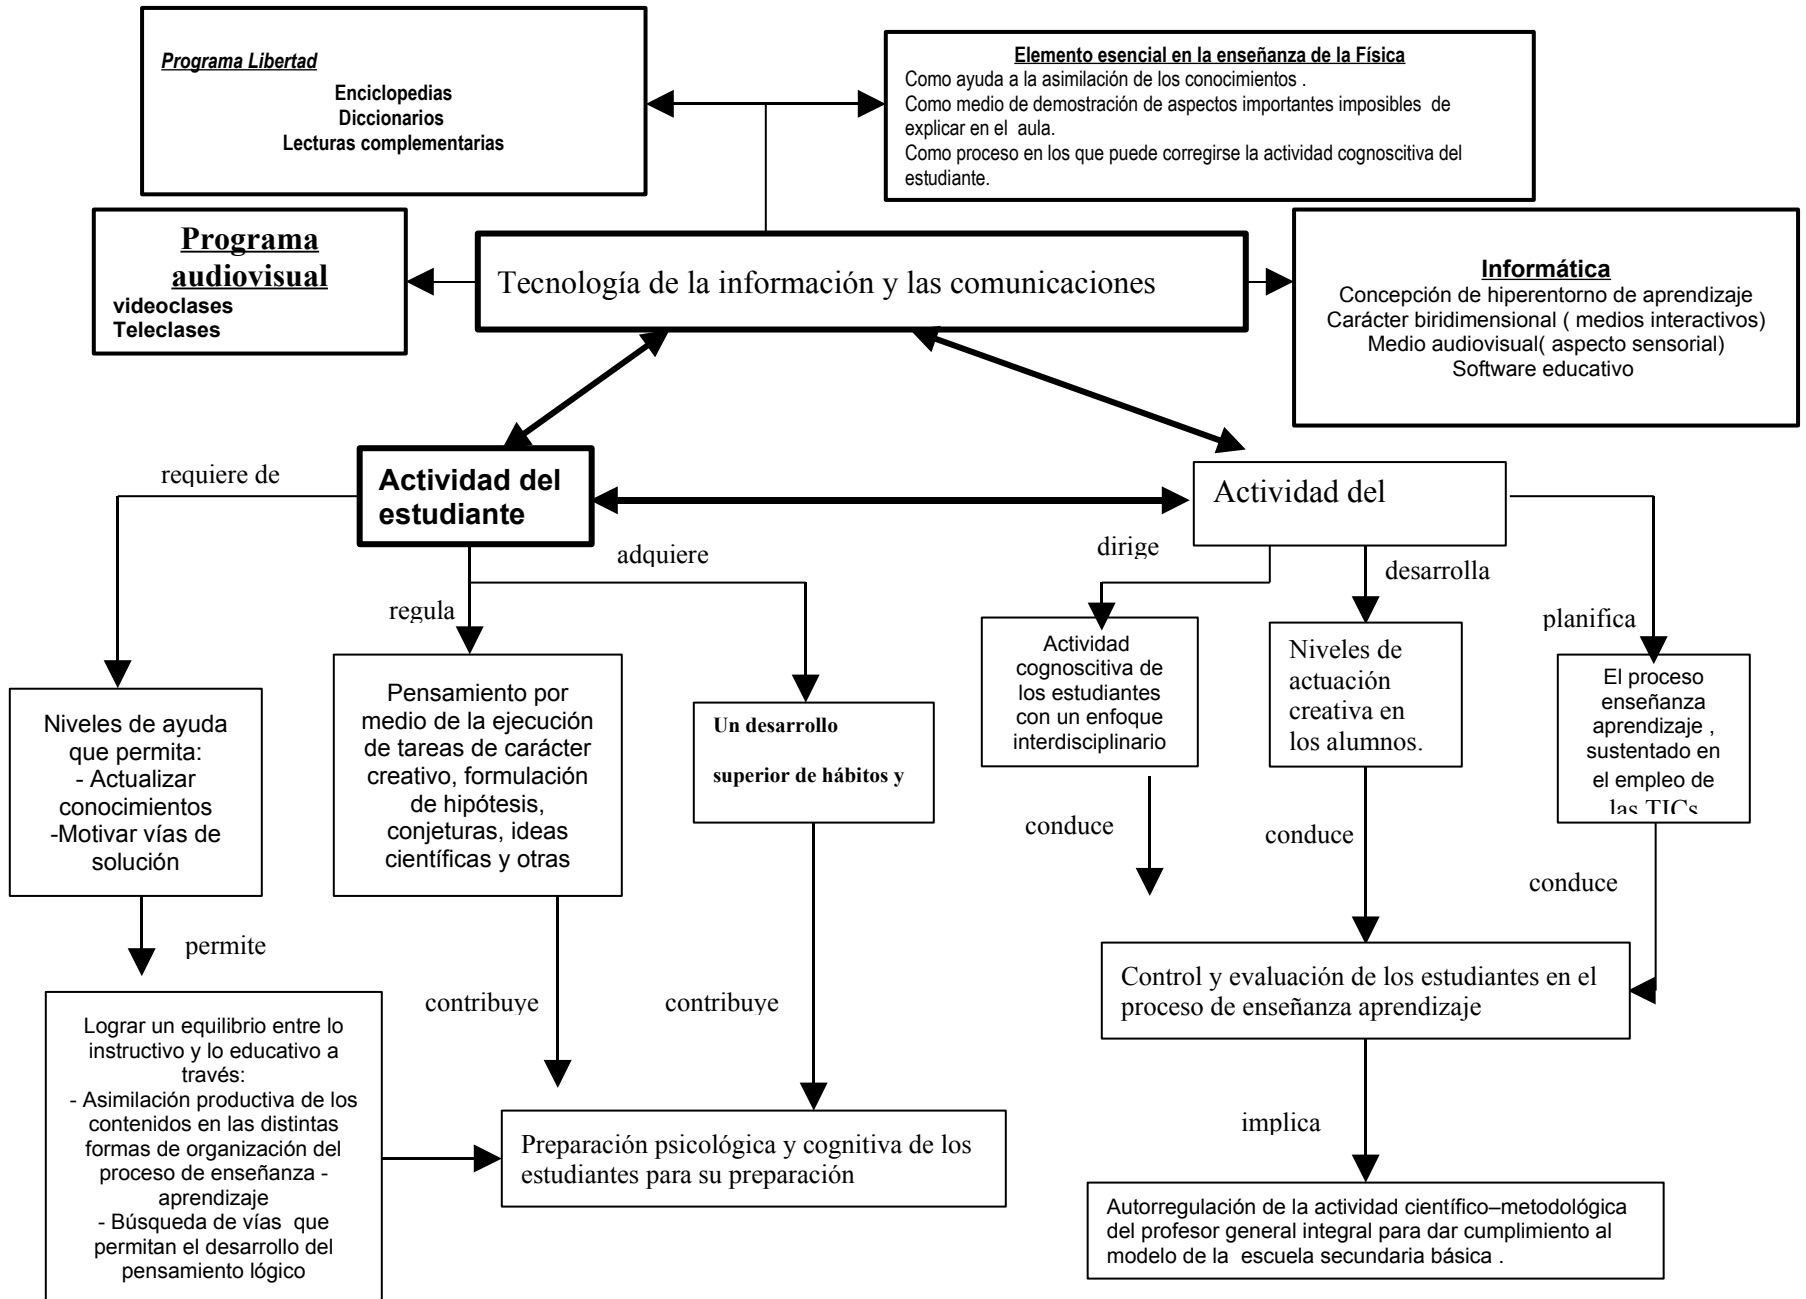 Programa Libertad
Enciclopedias
Diccionarios
Lecturas complementarias
Elemento esencial en la enseñanza de la Física
Como ayuda a la asimilación de los conocimientos .
Como medio de demostración de aspectos importantes imposibles de
explicar en el aula.
Como proceso en los que puede corregirse la actividad cognoscitiva del
estudiante.
Programa
audiovisual
videoclases
Teleclases
Tecnología de la información y las comunicaciones
Informática
Concepción de hiperentorno de aprendizaje
Carácter biridimensional ( medios interactivos)
Medio audiovisual( aspecto sensorial)
Software educativo
requiere de
Actividad del
estudiante
Actividad del
adquiere
regula
dirige
desarrolla
planifica
Niveles de ayuda
que permita:
- Actualizar
conocimientos
-Motivar vías de
solución
Pensamiento por
medio de la ejecución
de tareas de carácter
creativo, formulación
de hipótesis,
conjeturas, ideas
científicas y otras
Un desarrollo
superior de hábitos y
Actividad
cognoscitiva de
los estudiantes
con un enfoque
interdisciplinario
Niveles de
actuación
creativa en
los alumnos.
El proceso
enseñanza
aprendizaje ,
sustentado en
el empleo de
las TICs
permite
contribuye
contribuye
conduce
conduce
conduce
Lograr un equilibrio entre lo
instructivo y lo educativo a
través:
- Asimilación productiva de los
contenidos en las distintas
formas de organización del
proceso de enseñanza -
aprendizaje
- Búsqueda de vías que
permitan el desarrollo del
pensamiento lógico
Preparación psicológica y cognitiva de los
estudiantes para su preparación
Control y evaluación de los estudiantes en el
proceso de enseñanza aprendizaje
implica
Autorregulación de la actividad científico–metodológica
del profesor general integral para dar cumplimiento al
modelo de la escuela secundaria básica .